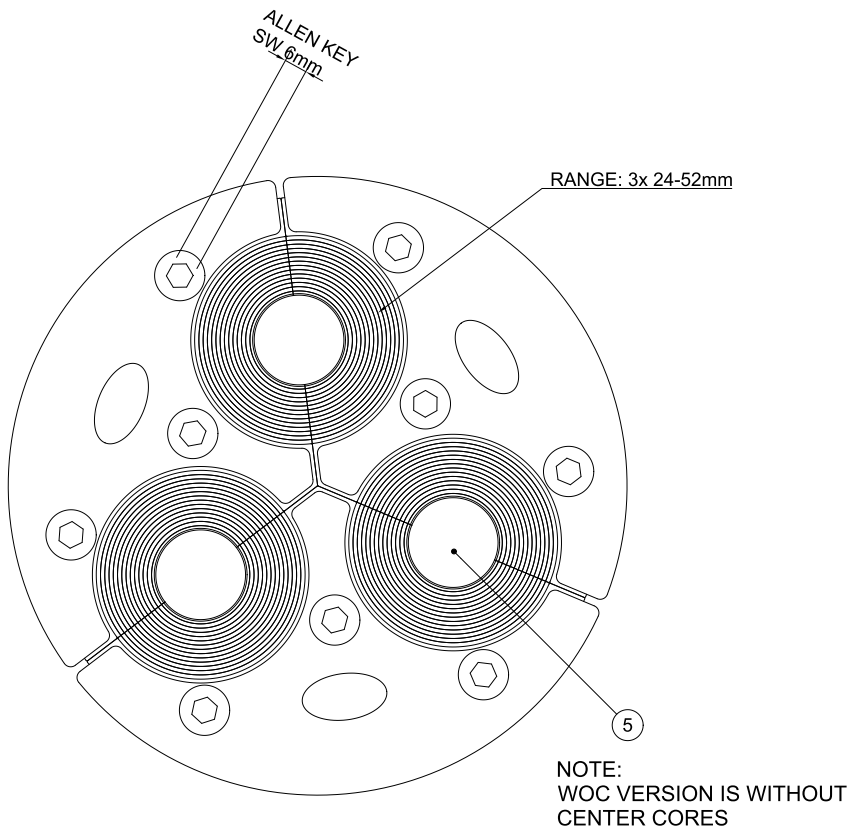 ALLEN KEY
SW 6mm
RANGE: 3x 24-52mm
5
NOTE:
WOC VERSION IS WITHOUT
CENTER CORES